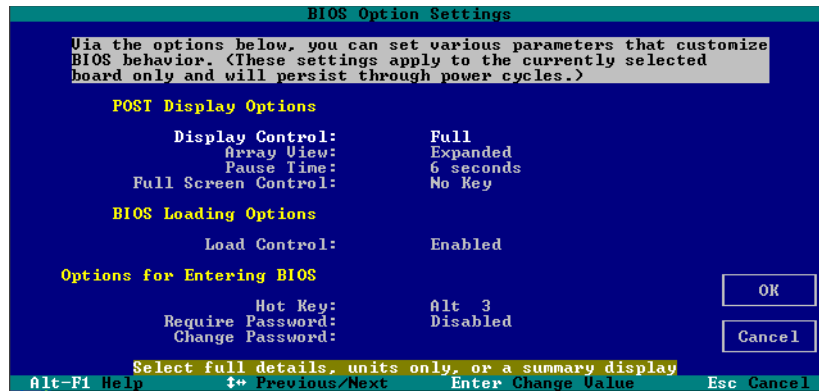 BIOS Option Settings
Via the options below, you can set various parameters that customize
BIOS behavior. (These settings apply to the currently selected
board only and will persist through power cycles.)
POST Display Options
Display Control: Full
Array View: Expanded
Pause Time: 6 seconds
Full Screen Control: No Key
BIOS Loading Options
Load Control: Enabled
Options for Entering BIOS
Hot Key: Alt 3
Require Password: Disabled
Change Password:
OK
Cancel
Select full details, units only, or a summary display
Alt-F1 Help ↕↔ Previous/Next Enter Change Value Esc Cancel